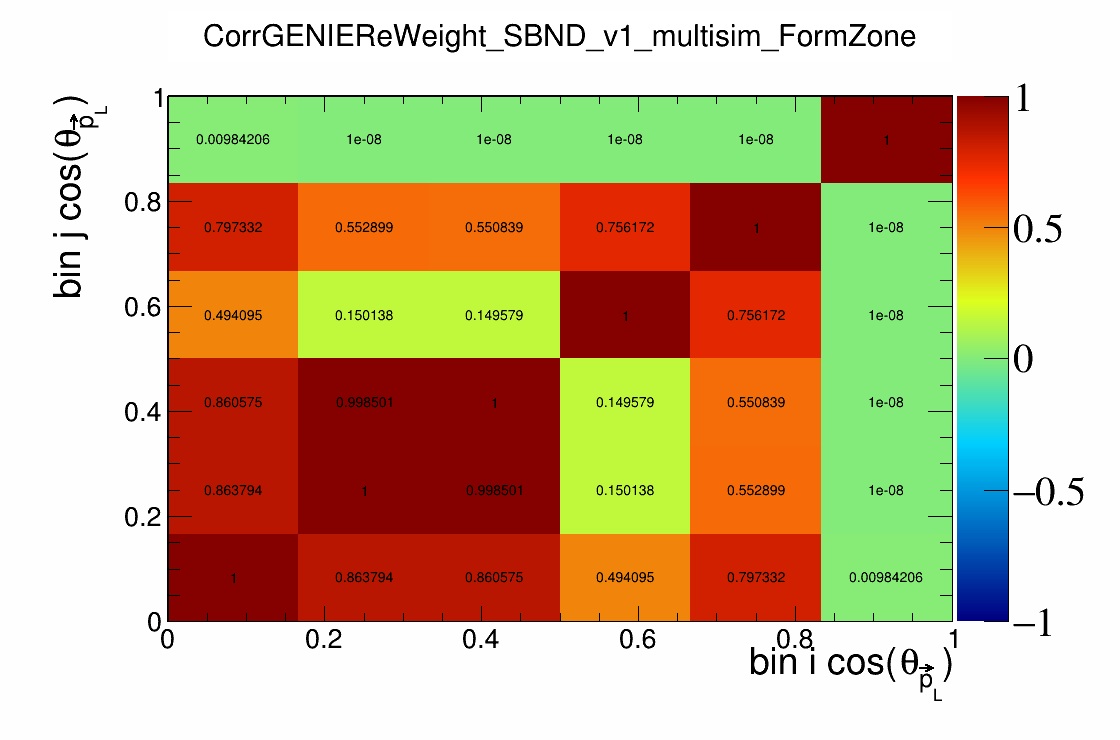 CorrGENIEReWeight_SBND_v1_multisim_FormZone
bin j cos(θ_p⃗_L)
1
0.8
0.6
0.4
0.2
0
0.00984206 1e-08 1e-08 1e-08 1e-08 1
0.797332 0.552899 0.550839 0.756172 1 1e-08
0.494095 0.150138 0.149579 1 0.756172 1e-08
0.860575 0.998501 1 0.149579 0.550839 1e-08
0.863794 1 0.998501 0.150138 0.552899 1e-08
1 0.863794 0.860575 0.494095 0.797332 0.00984206
0 0.2 0.4 0.6 0.8 1
bin i cos(θ_p⃗_L)
1
0.5
0
−0.5
−1